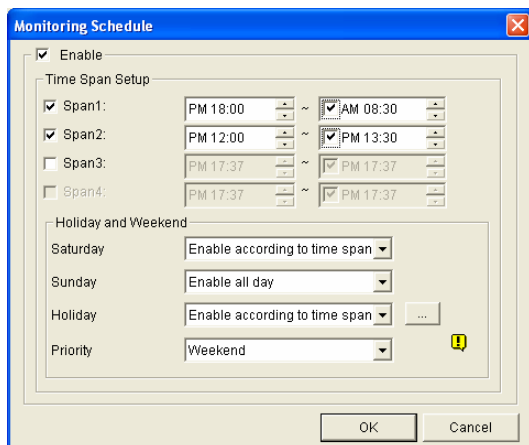 Monitoring Schedule
Enable
Time Span Setup
Span1: PM 18:00 ~ AM 08:30
Span2: PM 12:00 ~ PM 13:30
Span3: PM 17:37 ~ PM 17:37
Span4: PM 17:37 ~ PM 17:37
Holiday and Weekend
Saturday Enable according to time span
Sunday Enable all day
Holiday Enable according to time span ...
Priority Weekend
OK Cancel